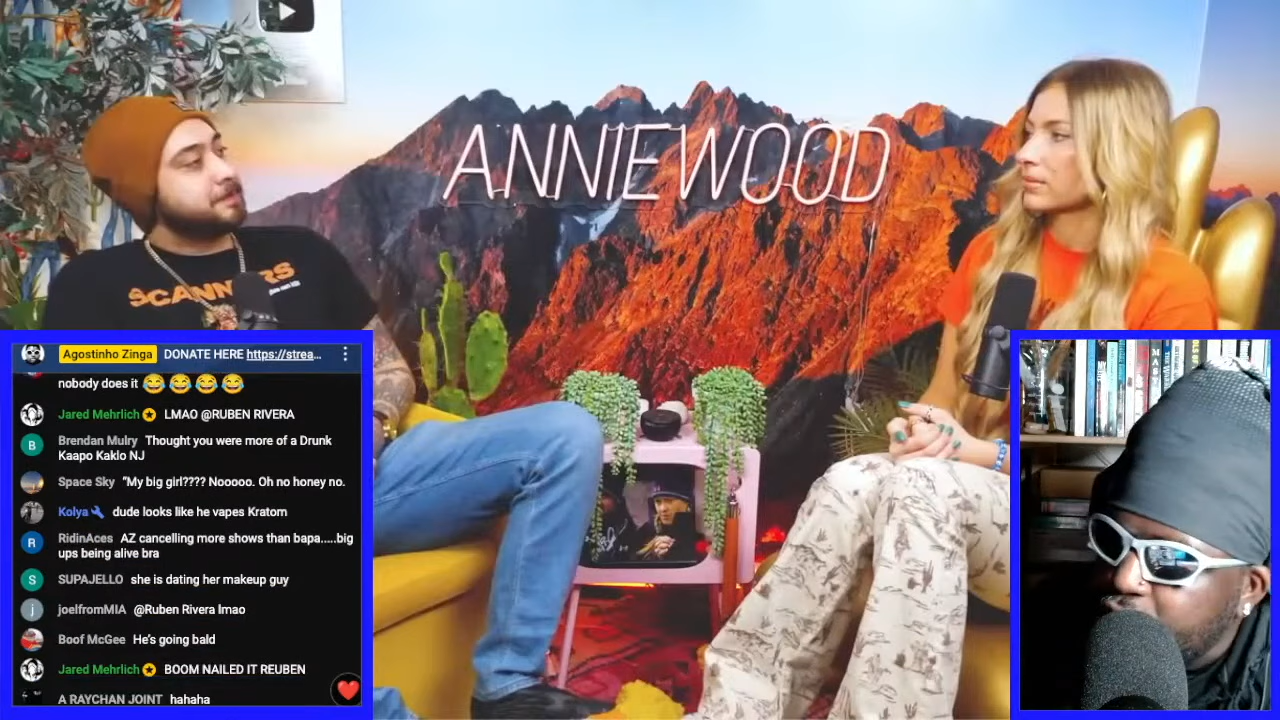 ANNIEWOOD
SCANNERS
Agostinho Zinga DONATE HERE https://strea...
nobody does it 😂😂😂😂
Jared Mehrlich LMAO @RUBEN RIVERA
B Brendan Mulry Thought you were more of a Drunk
Kaapo Kaklo NJ
Space Sky "My big girl???? Nooooo. Oh no honey no.
Kolya dude looks like he vapes Kratom
R RidinAces AZ cancelling more shows than bapa.....big
ups being alive bra
S SUPAJELLO she is dating her makeup guy
j joelfromMIA @Ruben Rivera lmao
Boof McGee He's going bald
Jared Mehrlich BOOM NAILED IT REUBEN
A RAYCHAN JOINT hahaha